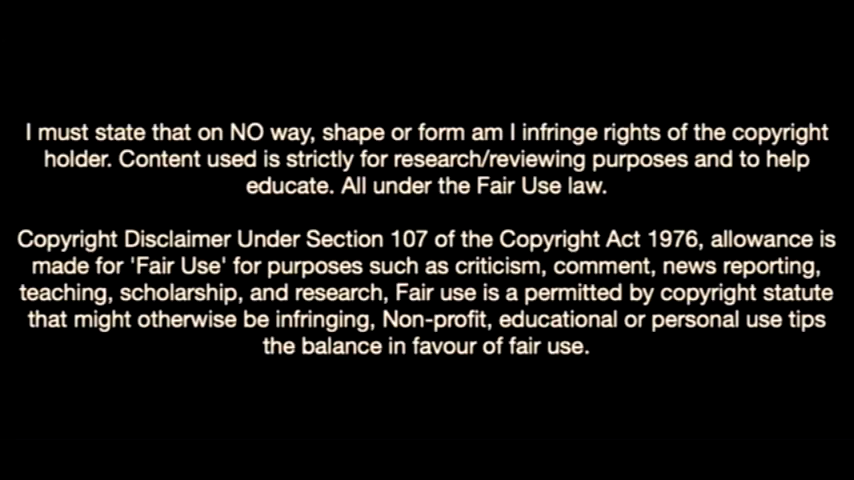 I must state that on NO way, shape or form am I infringe rights of the copyright
holder. Content used is strictly for research/reviewing purposes and to help
educate. All under the Fair Use law.
Copyright Disclaimer Under Section 107 of the Copyright Act 1976, allowance is
made for 'Fair Use' for purposes such as criticism, comment, news reporting,
teaching, scholarship, and research, Fair use is a permitted by copyright statute
that might otherwise be infringing, Non-profit, educational or personal use tips
the balance in favour of fair use.